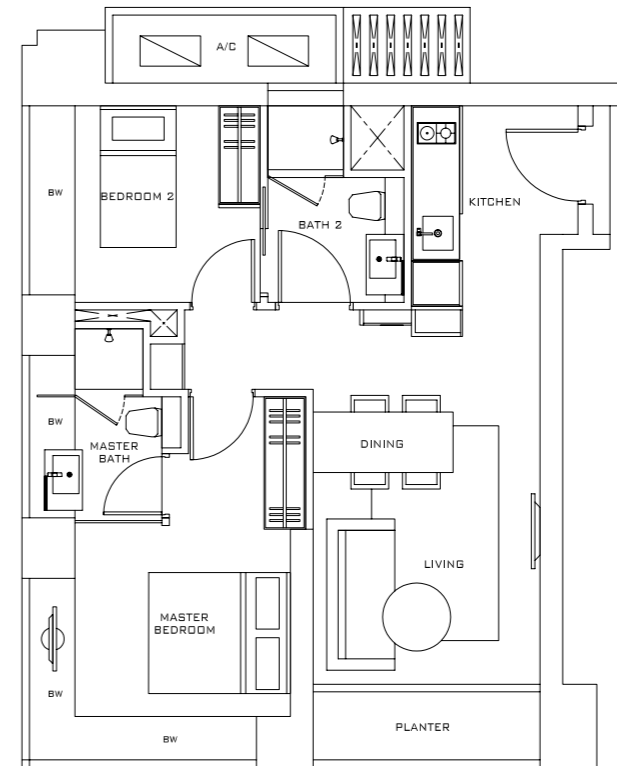 A/C
BW
BEDROOM 2
BATH 2
KITCHEN
BW
MASTER
BATH
DINING
LIVING
MASTER
BEDROOM
BW
BW
PLANTER